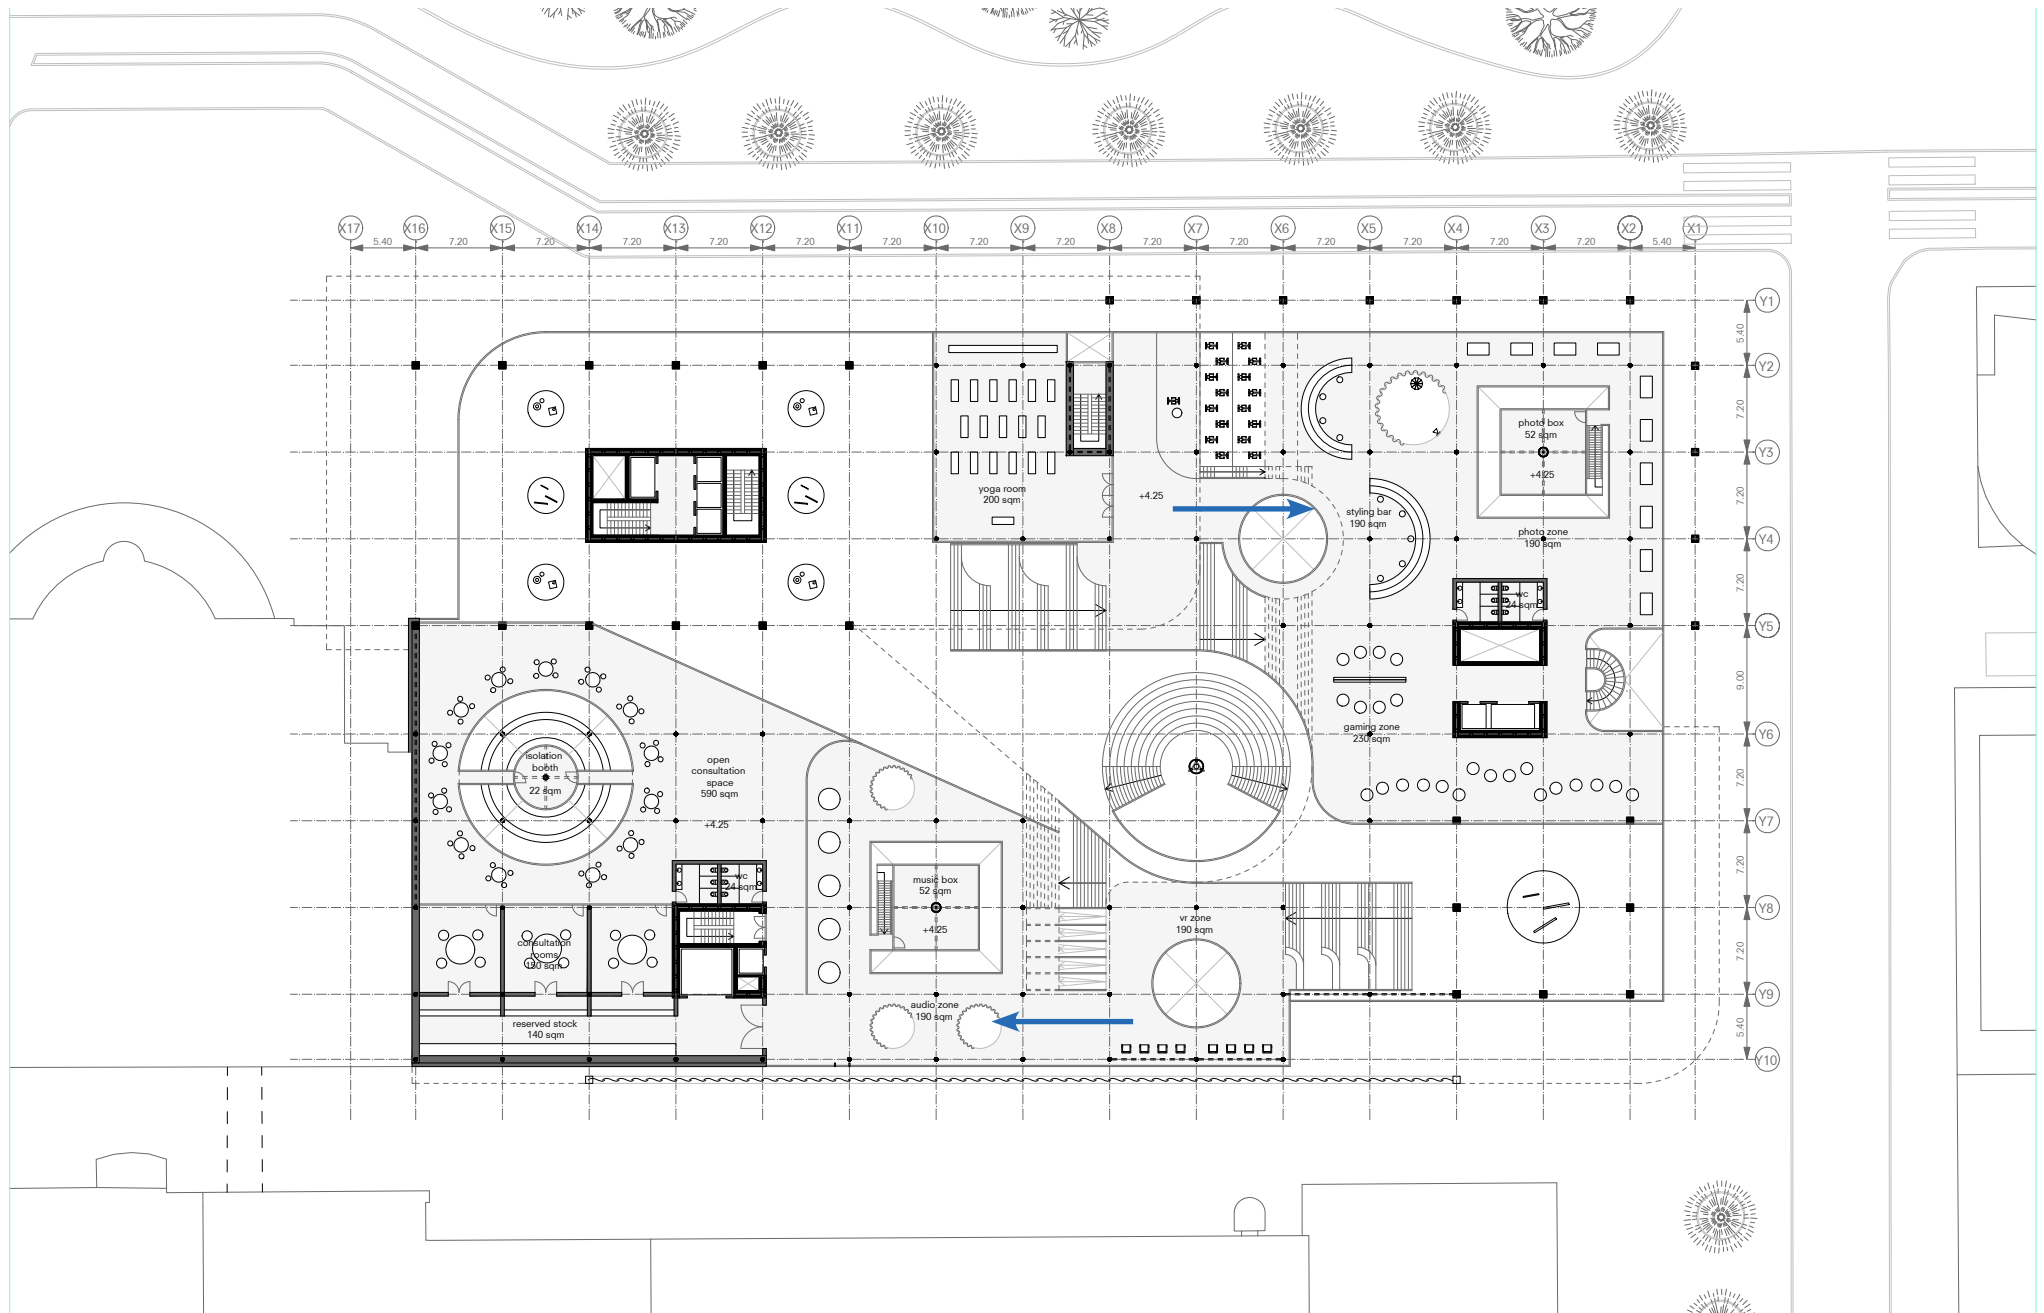 X17 X16 X15 X14 X13 X12 X11 X10 X9 X8 X7 X6 X5 X4 X3 X2 X1
5.40 7.20 7.20 7.20 7.20 7.20 7.20 7.20 7.20 7.20 7.20 7.20 7.20 7.20 7.20 5.40
Y1
5.40
Y2
7.20
Y3
7.20
Y4
7.20
Y5
9.00
Y6
7.20
Y7
7.20
Y8
7.20
Y9
5.40
Y10
photo box
52 sqm
+4.25
yoga room
200 sqm
+4.25
styling bar
190 sqm
photo zone
190 sqm
wc
24 sqm
gaming zone
230 sqm
isolation
booth
22 sqm
open
consultation
space
590 sqm
+4.25
wc
24 sqm
music box
52 sqm
+4.25
vr zone
190 sqm
consultation
rooms
150 sqm
audio zone
190 sqm
reserved stock
140 sqm